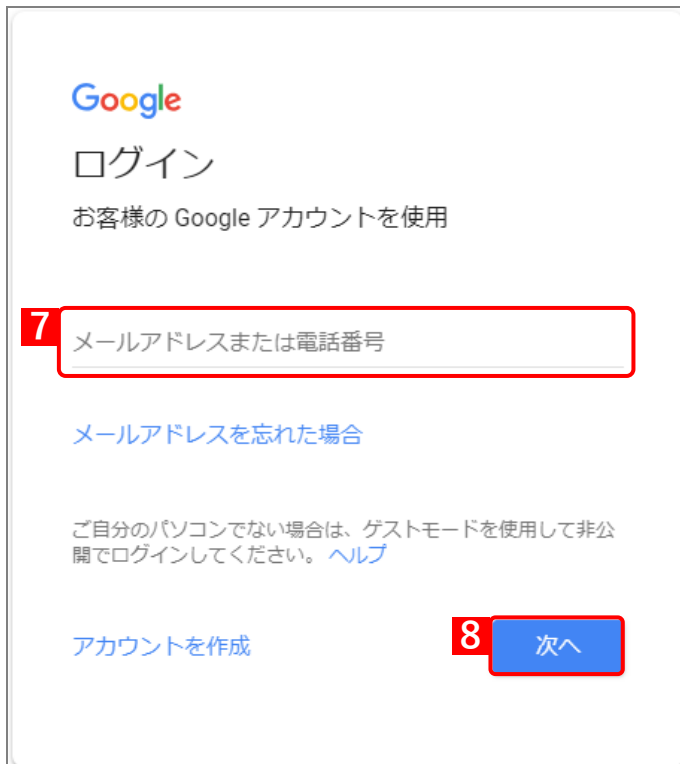 Google
ログイン
お客様の Google アカウントを使用
7
メールアドレスまたは電話番号
メールアドレスを忘れた場合
ご自分のパソコンでない場合は、ゲストモードを使用して非公
開でログインしてください。 ヘルプ
アカウントを作成
8
次へ